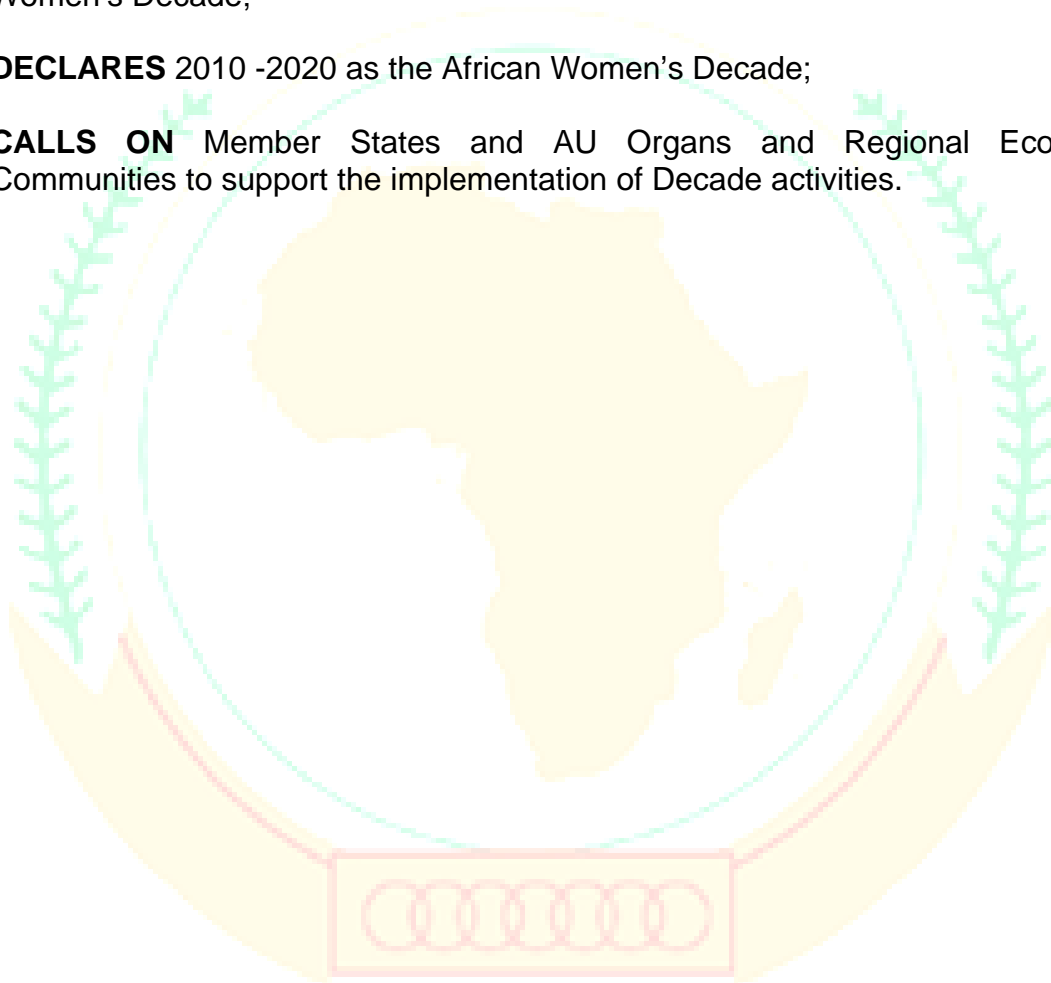 Women's Decade;
DECLARES 2010 -2020 as the African Women's Decade;
CALLS ON Member States and AU Organs and Regional Eco
Communities to support the implementation of Decade activities.